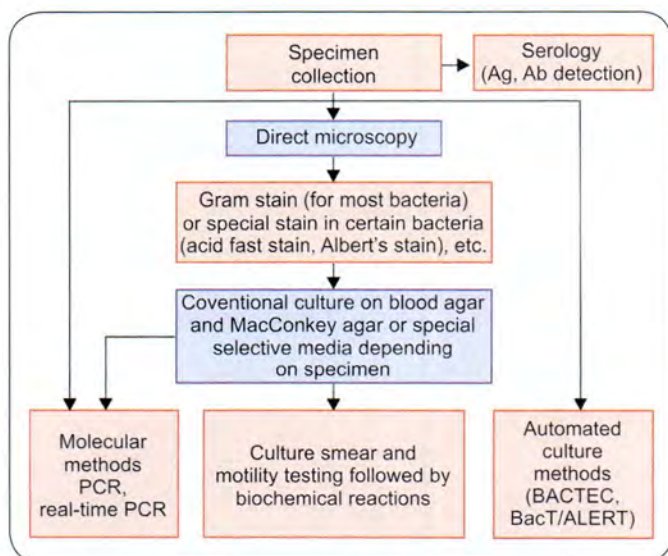 Specimen
collection
Serology
(Ag, Ab detection)
Direct microscopy
Gram stain (for most bacteria)
or special stain in certain bacteria
(acid fast stain, Albert's stain), etc.
Coventional culture on blood agar
and MacConkey agar or special
selective media depending
on specimen
Molecular
methods
PCR,
real-time PCR
Culture smear and
motility testing followed by
biochemical reactions
Automated
culture
methods
(BACTEC,
BacT/ALERT)